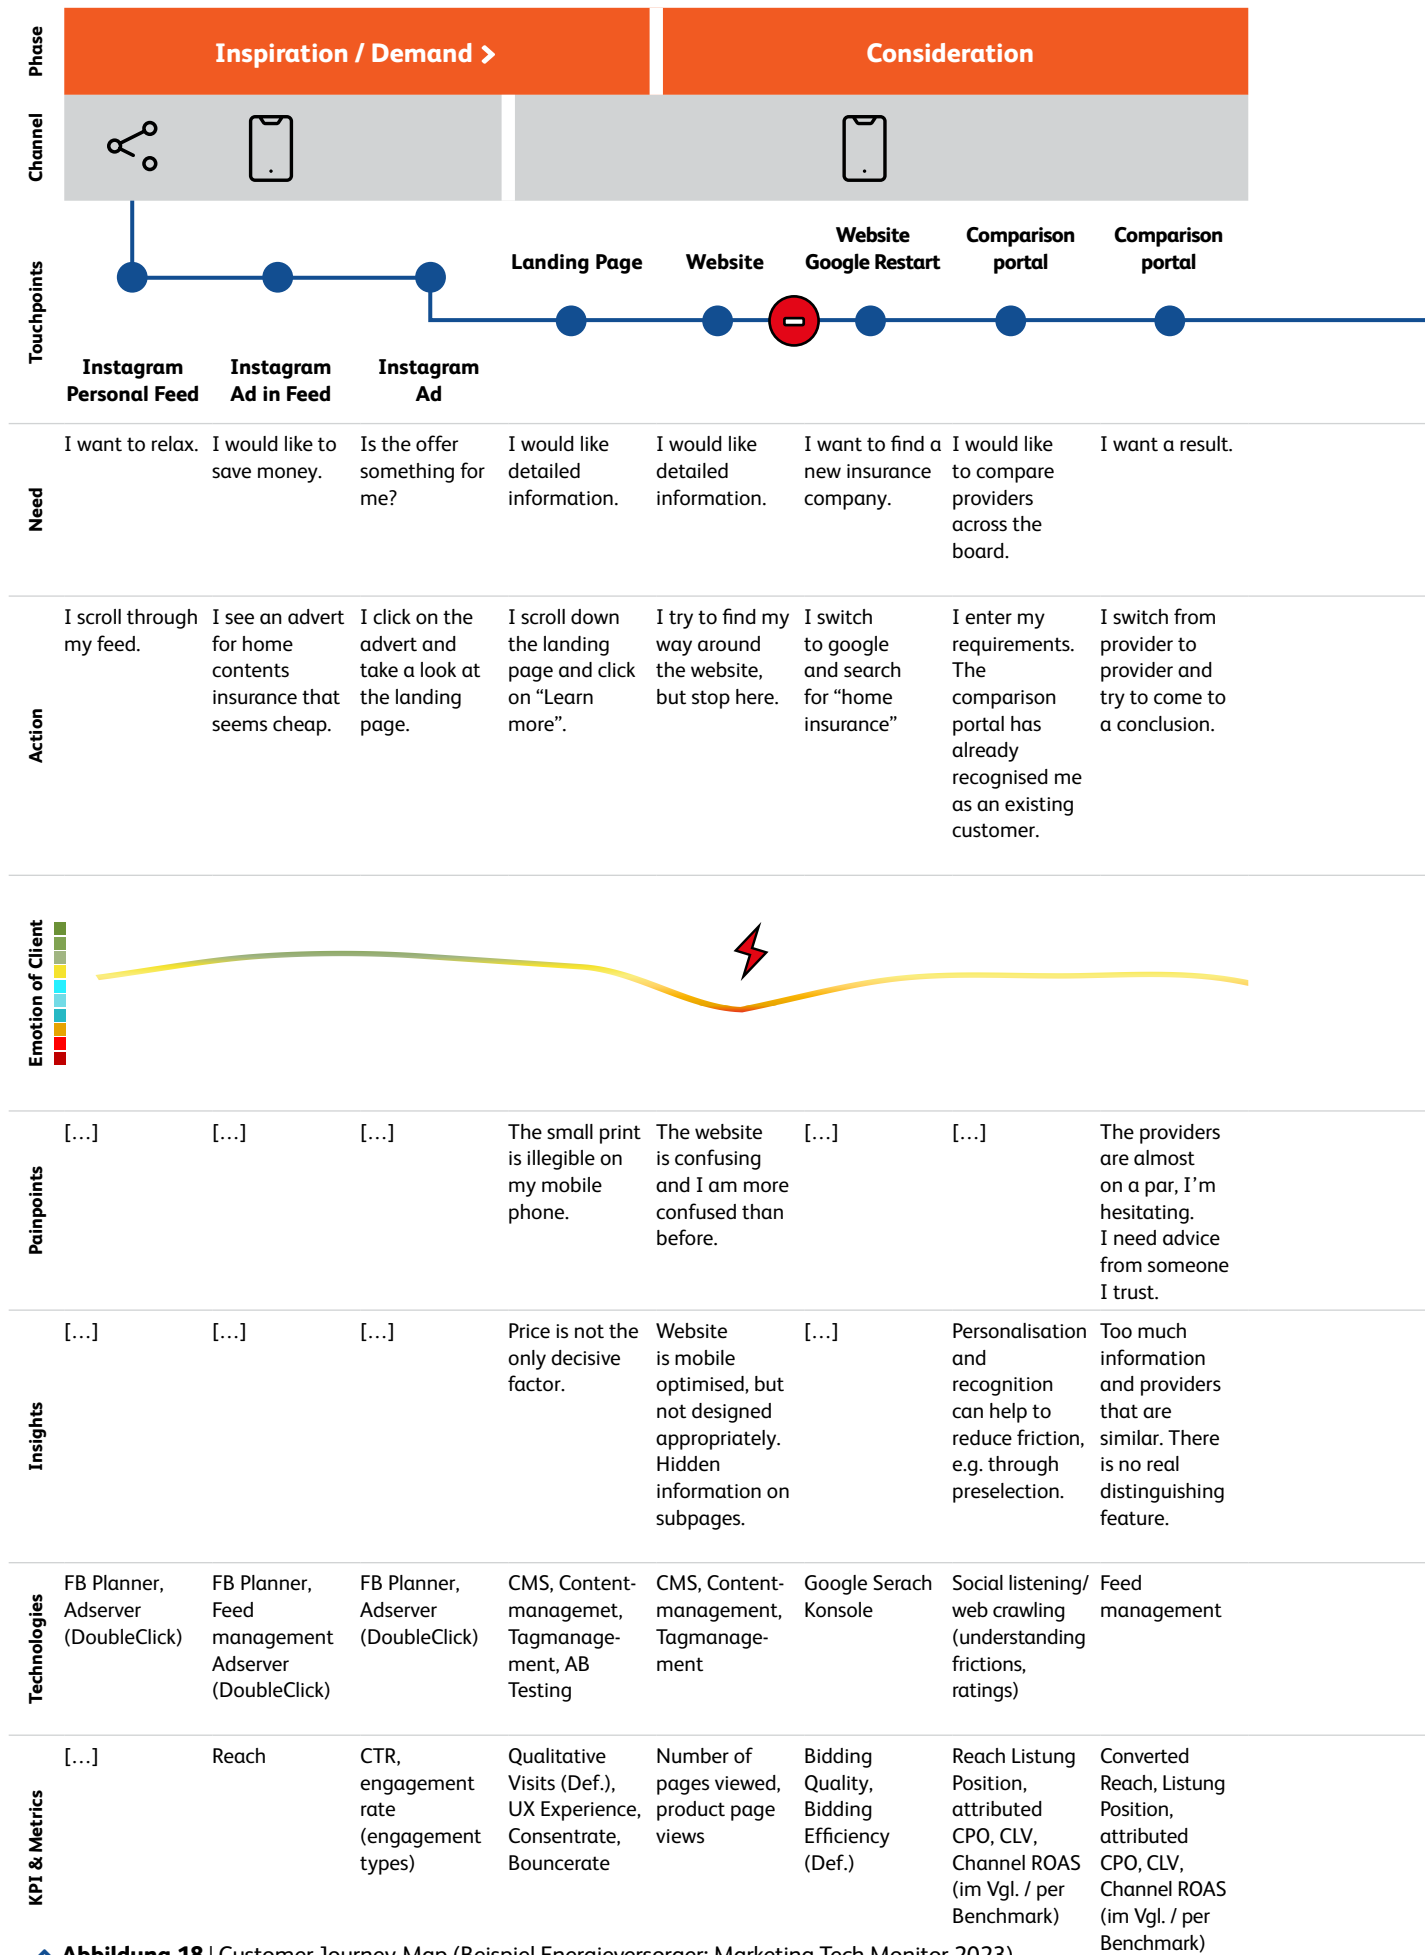 Phase
Inspiration / Demand >
Consideration
Channel
Touchpoints
Instagram
Personal Feed
Instagram
Ad in Feed
Instagram
Ad
Landing Page
Website
Website
Google Restart
Comparison
portal
Comparison
portal
Need
I want to relax.
I would like to
save money.
Is the offer
something for
me?
I would like
detailed
information.
I would like
detailed
information.
I want to find a
new insurance
company.
I would like
to compare
providers
across the
board.
I want a result.
Action
I scroll through
my feed.
I see an advert
for home
contents
insurance that
seems cheap.
I click on the
advert and
take a look at
the landing
page.
I scroll down
the landing
page and click
on “Learn
more”.
I try to find my
way around
the website,
but stop here.
I switch
to google
and search
for “home
insurance”
I enter my
requirements.
The
comparison
portal has
already
recognised me
as an existing
customer.
I switch from
provider to
provider and
try to come to
a conclusion.
Emotion of Client
Painpoints
[…]
[…]
[…]
The small print
is illegible on
my mobile
phone.
The website
is confusing
and I am more
confused than
before.
[…]
[…]
The providers
are almost
on a par, I’m
hesitating.
I need advice
from someone
I trust.
Insights
[…]
[…]
[…]
Price is not the
only decisive
factor.
Website
is mobile
optimised, but
not designed
appropriately.
Hidden
information on
subpages.
[…]
Personalisation
and
recognition
can help to
reduce friction,
e.g. through
preselection.
Too much
information
and providers
that are
similar. There
is no real
distinguishing
feature.
Technologies
FB Planner,
Adserver
(DoubleClick)
FB Planner,
Feed
management
Adserver
(DoubleClick)
FB Planner,
Adserver
(DoubleClick)
CMS, Content-
managemet,
Tagmanage-
ment, AB
Testing
CMS, Content-
management,
Tagmanage-
ment
Google Serach
Konsole
Social listening/
web crawling
(understanding
frictions,
ratings)
Feed
management
KPI & Metrics
[…]
Reach
CTR,
engagement
rate
(engagement
types)
Qualitative
Visits (Def.),
UX Experience,
Consentrate,
Bouncerate
Number of
pages viewed,
product page
views
Bidding
Quality,
Bidding
Efficiency
(Def.)
Reach Listung
Position,
attributed
CPO, CLV,
Channel ROAS
(im Vgl. / per
Benchmark)
Converted
Reach, Listung
Position,
attributed
CPO, CLV,
Channel ROAS
(im Vgl. / per
Benchmark)
Abbildung 18 | Customer Journey Map (Beispiel Energieversorger; Marketing Tech Monitor 2023)